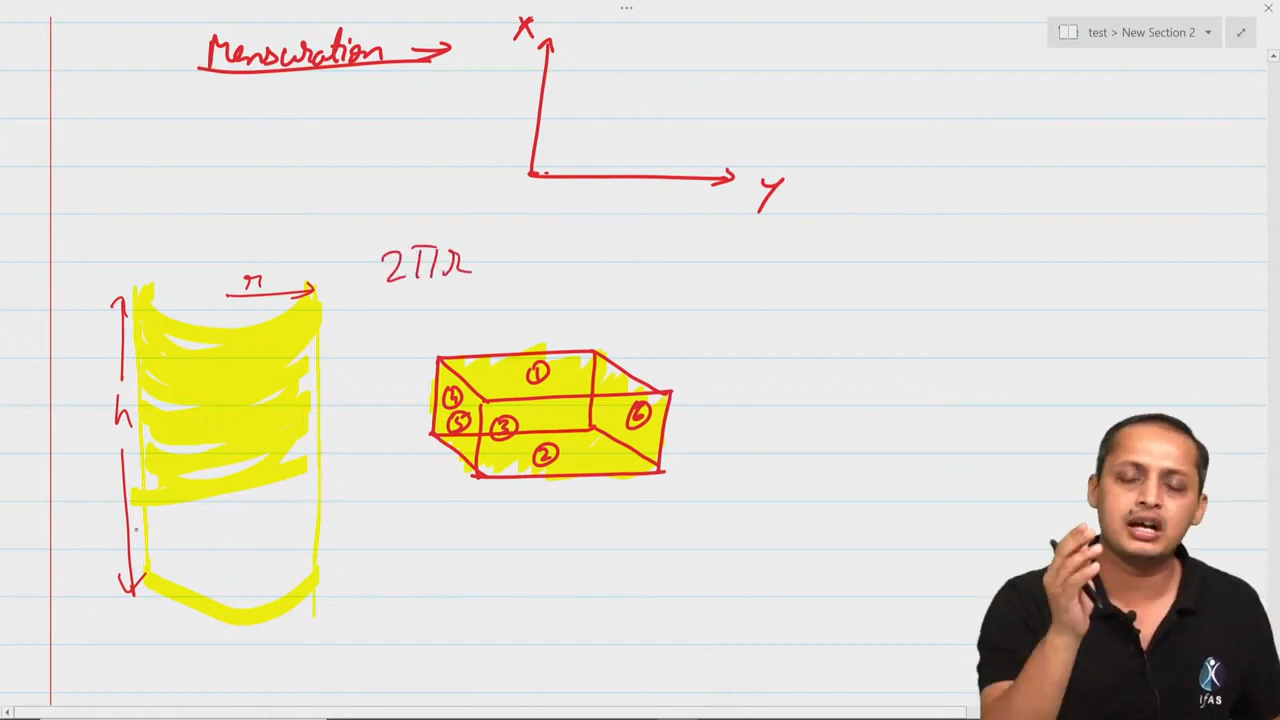 Mensuration
x
y
test > New Section 2
2πr
r
h
①
④
⑥
⑤
③
②
IFAS